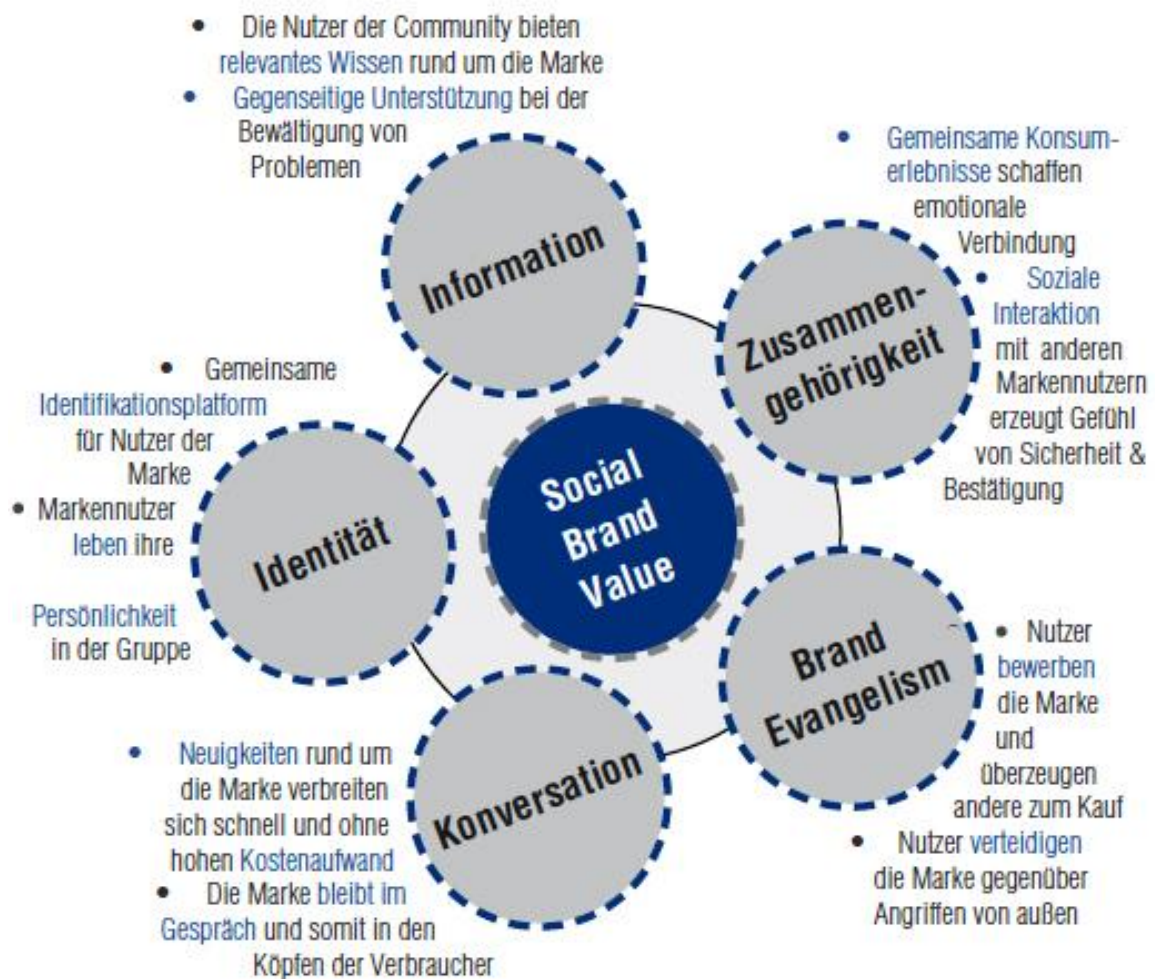 • Die Nutzer der Community bieten
relevantes Wissen rund um die Marke
• Gegenseitige Unterstützung bei der
Bewältigung von
Problemen
Information
• Gemeinsame Konsum-
erlebnisse schaffen
emotionale
Verbindung
• Soziale
Interaktion
mit anderen
Markennutzern
erzeugt Gefühl
von Sicherheit &
Bestätigung
Zusammen-
gehörigkeit
• Gemeinsame
Identifikationsplatform
für Nutzer der
Marke
• Markennutzer
leben ihre
Persönlichkeit
in der Gruppe
Identität
Social
Brand
Value
Brand
Evangelism
• Nutzer
bewerben
die Marke
und
überzeugen
andere zum Kauf
• Nutzer verteidigen
die Marke gegenüber
Angriffen von außen
• Neuigkeiten rund um
die Marke verbreiten
sich schnell und ohne
hohen Kostenaufwand
• Die Marke bleibt im
Gespräch und somit in den
Köpfen der Verbraucher
Konversation